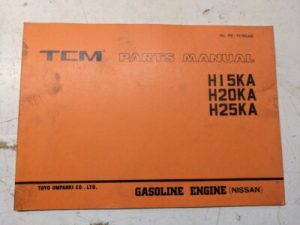 TCM PARTS MANUAL
H15KA
H20KA
H25KA
TOYO UMPANKI CO., LTD.
GASOLINE ENGINE (NISSAN)